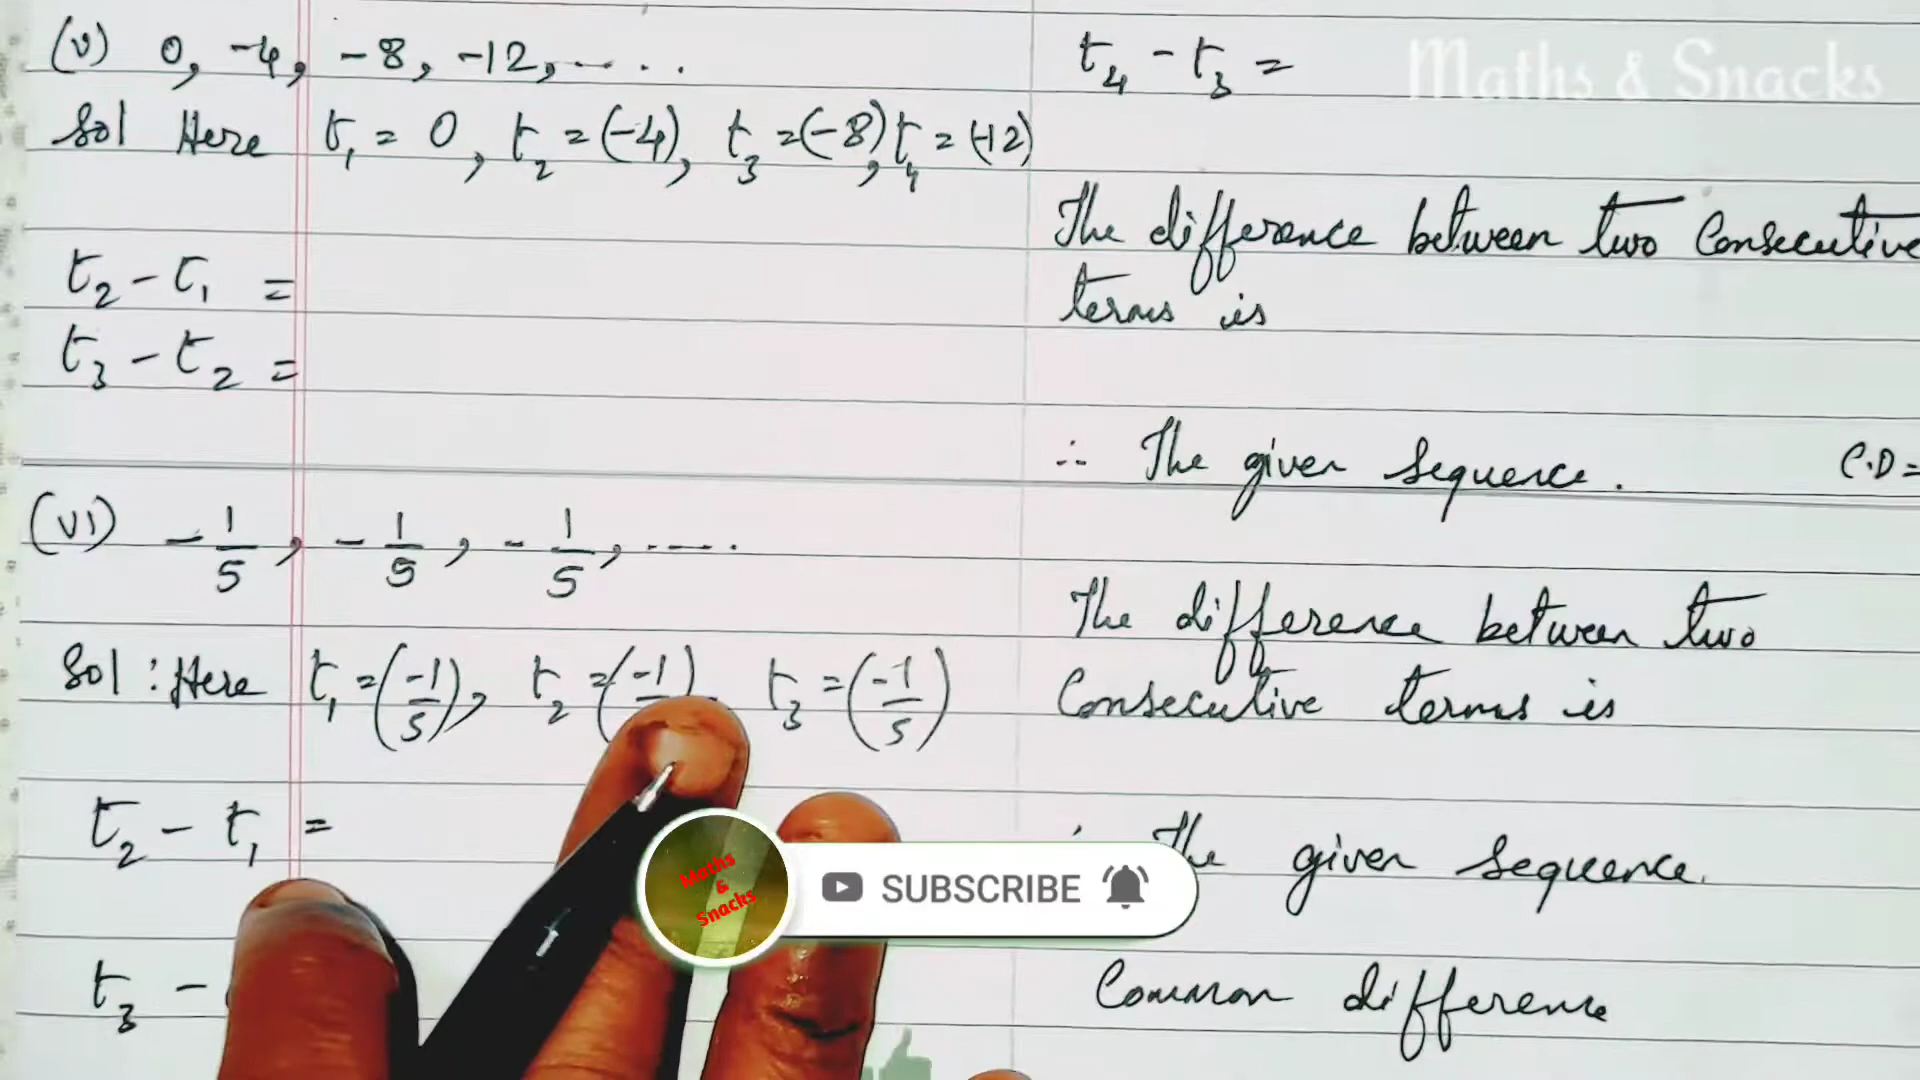 (v) 0, -4, -8, -12, ....
Sol Here t₁ = 0, t₂ = (-4), t₃ = (-8), t₄ = (-12)
t₂ - t₁ =
t₃ - t₂ =
(VI) -1/5, -1/5, -1/5, ....
Sol : Here t₁ = (-1/5), t₂ = (-1/ t₃ = (-1/5)
t₂ - t₁ =
t₃ -
t₄ - t₃ =
Maths & Snacks
The difference between two Consecutive
terms is
∴ The given sequence. C.D =
The difference between two
Consecutive terms is
The given sequence.
Common difference
Maths
&
Snacks
SUBSCRIBE